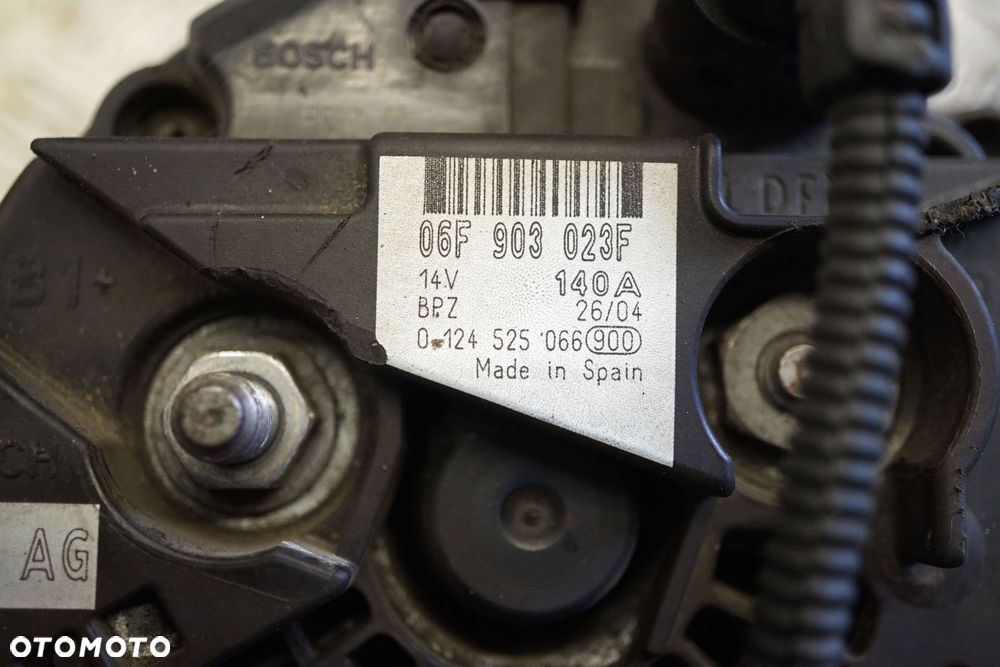 BOSCH
DF
06F 903 023F
14V 140A
B1+
BPZ 26/04
0 124 525 066 900
Made in Spain
AG
OTOMOTO